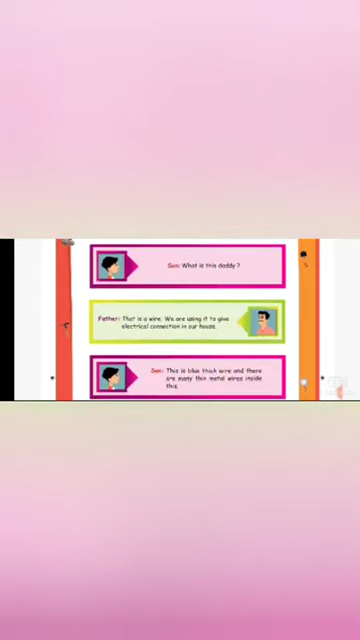 Son: What is this daddy ?
Father: That is a wire. We are using it to give
electrical connection in our house.
Son: This is blue thick wire and there
are many thin metal wires inside
this.